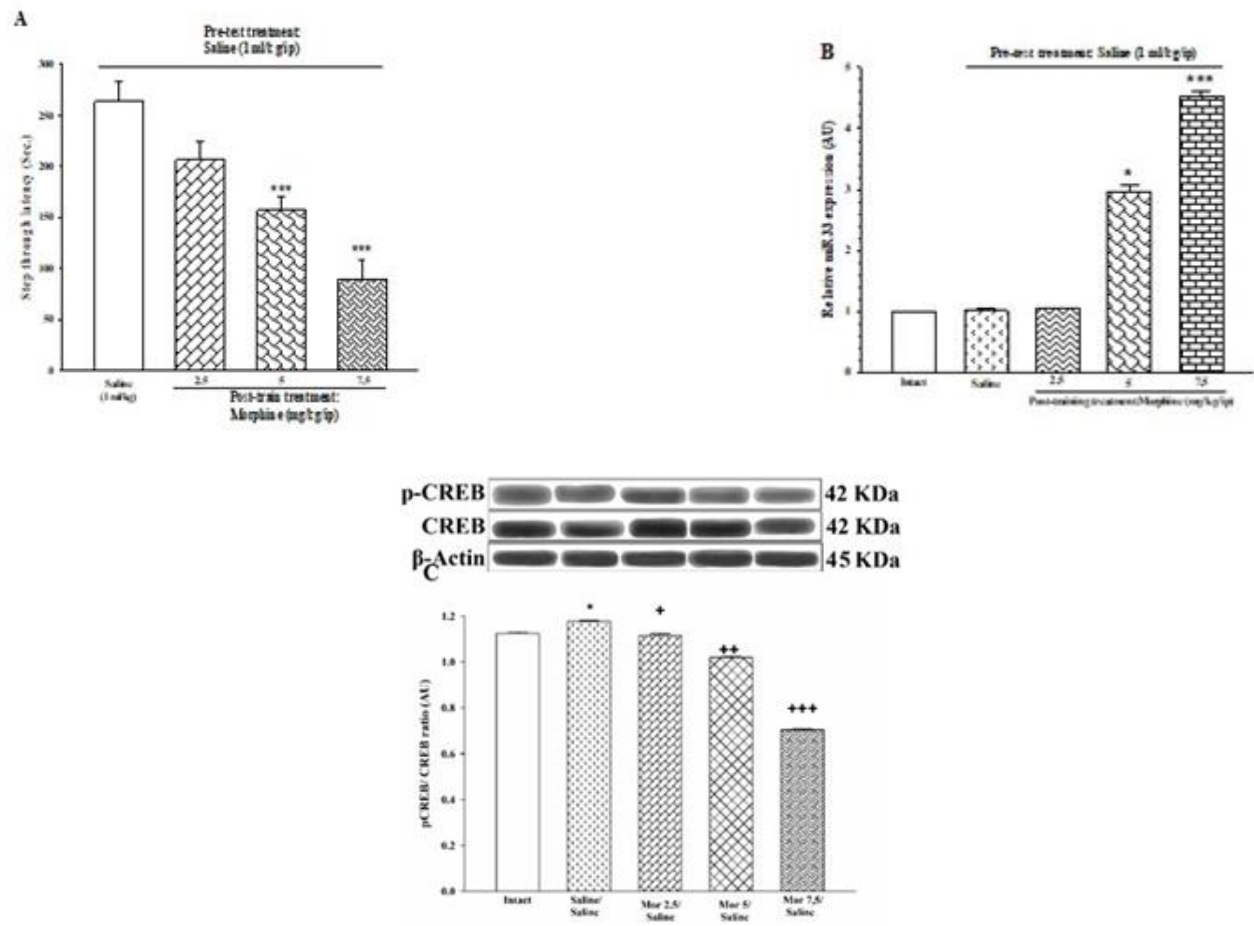 A
Pre-test treatment:
Saline (1 ml/kg/ip)
Step through latency (Sec.)
300
250
200
150
100
50
0
***
***
Saline
(1 ml/kg)
2.5
5
7.5
Post-train treatment:
Morphine (mg/kg/ip)
B
Pre-test treatment: Saline (1 ml/kg/ip)
Relative miR33 expression (AU)
5
4
3
2
1
0
*
***
Intact
Saline
2.5
5
7.5
Post-training treatment:Morphine (mg/kg/ip)
p-CREB 42 KDa
CREB 42 KDa
β-Actin 45 KDa
C
pCREB/ CREB ratio (AU)
1.2
1.0
0.8
0.6
0.4
0.2
0.0
*
+
++
+++
Intact
Saline/
Saline
Mor 2.5/
Saline
Mor 5/
Saline
Mor 7.5/
Saline